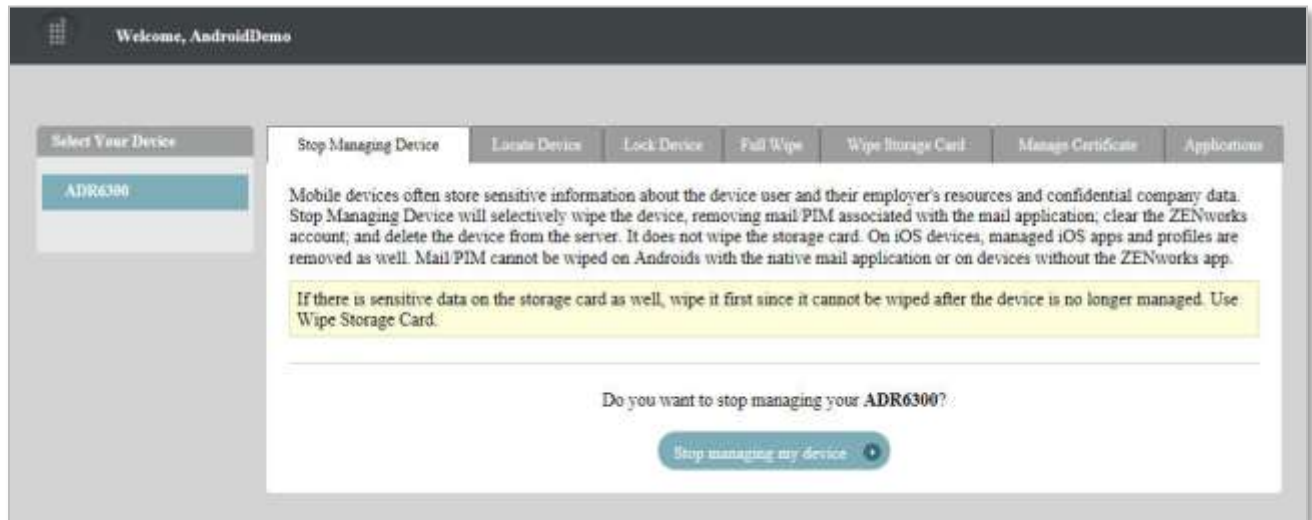 Welcome, AndroidDemo
Select Your Device
ADR6300
Stop Managing Device
Locate Device
Lock Device
Full Wipe
Wipe Storage Card
Manage Certificate
Applications
Mobile devices often store sensitive information about the device user and their employer's resources and confidential company data.
Stop Managing Device will selectively wipe the device, removing mail/PIM associated with the mail application; clear the ZENworks
account; and delete the device from the server. It does not wipe the storage card. On iOS devices, managed iOS apps and profiles are
removed as well. Mail/PIM cannot be wiped on Androids with the native mail application or on devices without the ZENworks app.
If there is sensitive data on the storage card as well, wipe it first since it cannot be wiped after the device is no longer managed. Use
Wipe Storage Card.
Do you want to stop managing your ADR6300?
Stop managing my device